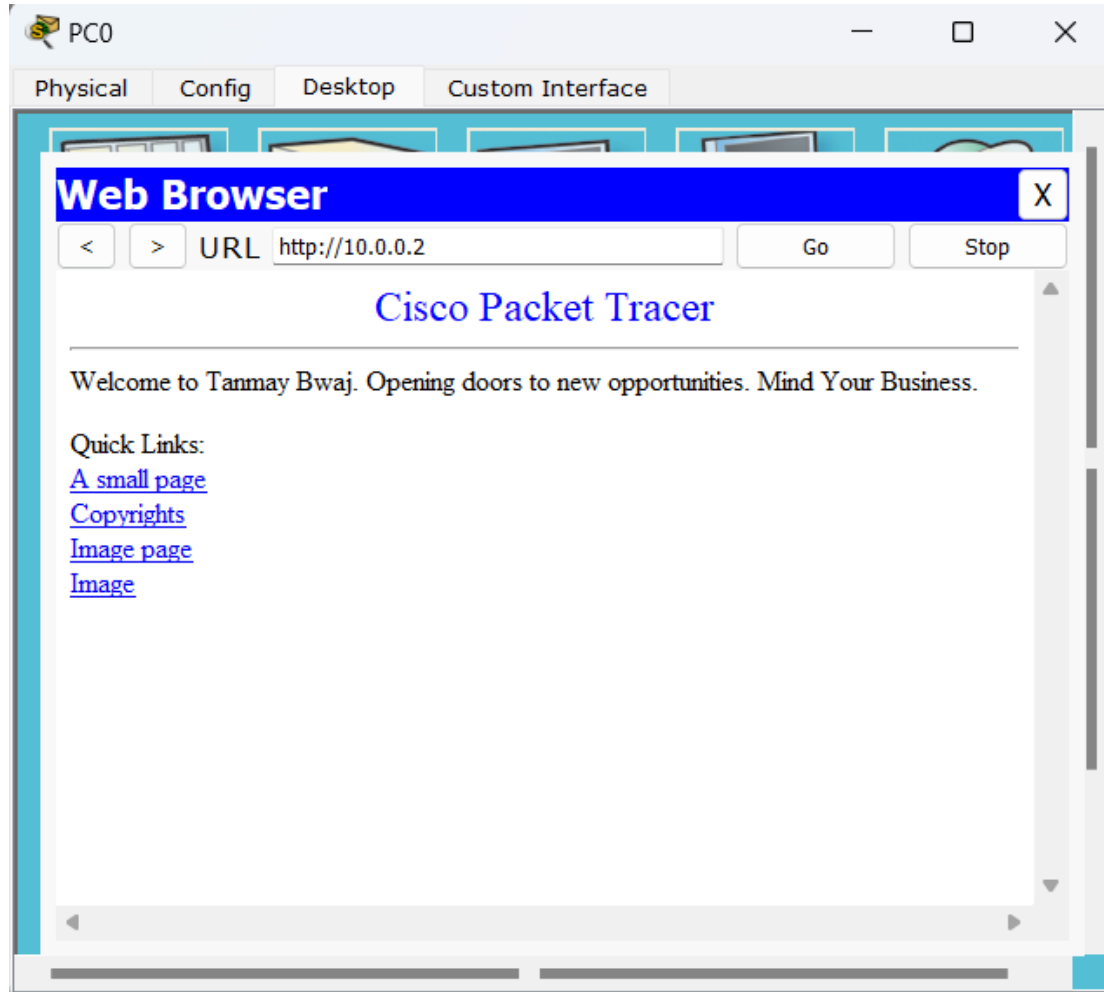 PC0
Physical Config Desktop Custom Interface
Web Browser X
< > URL http://10.0.0.2 Go Stop
Cisco Packet Tracer
Welcome to Tanmay Bwaj. Opening doors to new opportunities. Mind Your Business.
Quick Links:
A small page
Copyrights
Image page
Image